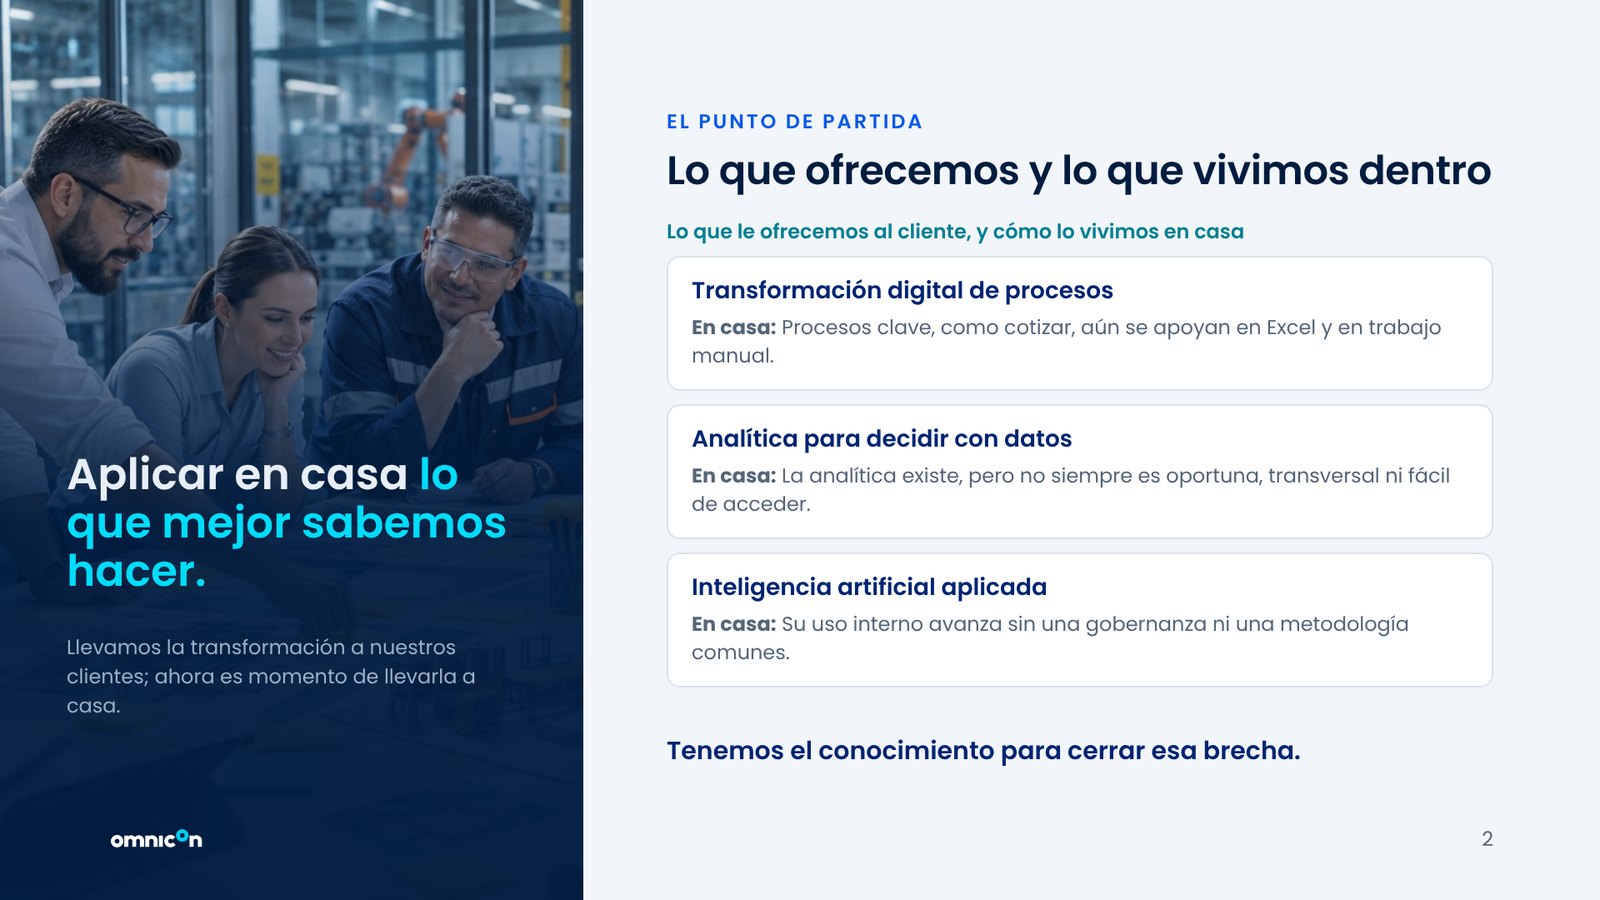 Aplicar en casa lo
que mejor sabemos
hacer.
Llevamos la transformación a nuestros
clientes; ahora es momento de llevarla a
casa.
omnicon
EL PUNTO DE PARTIDA
Lo que ofrecemos y lo que vivimos dentro
Lo que le ofrecemos al cliente, y cómo lo vivimos en casa
Transformación digital de procesos
En casa: Procesos clave, como cotizar, aún se apoyan en Excel y en trabajo
manual.
Analítica para decidir con datos
En casa: La analítica existe, pero no siempre es oportuna, transversal ni fácil
de acceder.
Inteligencia artificial aplicada
En casa: Su uso interno avanza sin una gobernanza ni una metodología
comunes.
Tenemos el conocimiento para cerrar esa brecha.
2